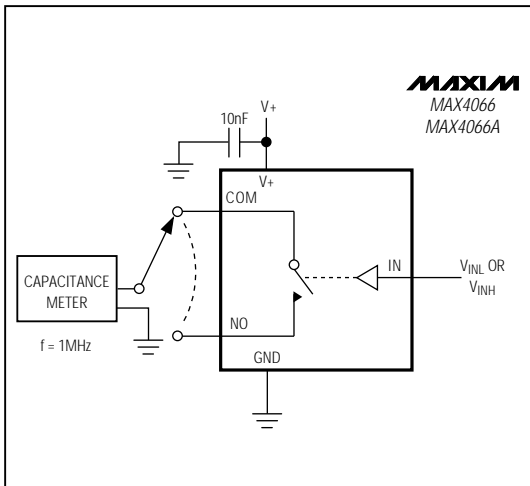 MAXIM
MAX4066
MAX4066A
V+
10nF
V+
COM
CAPACITANCE
METER
f = 1MHz
IN
VINL OR
VINH
NO
GND